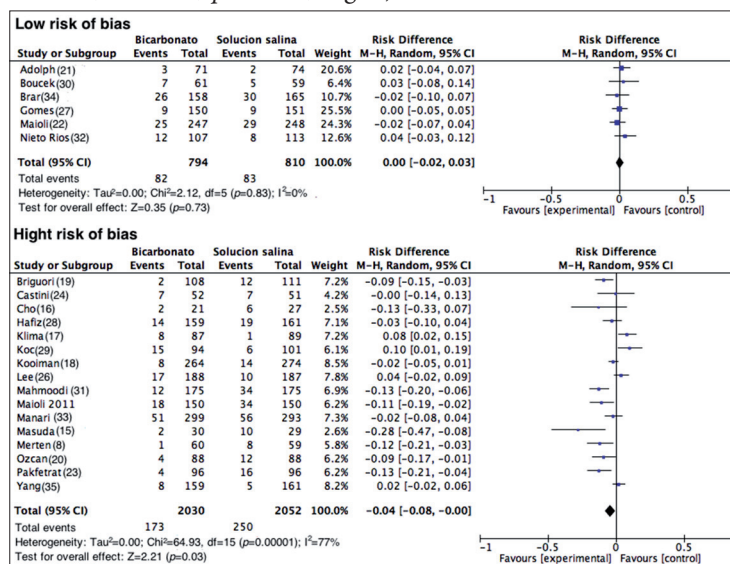 Low risk of bias
Bicarbonato Solucion salina Risk Difference Risk Difference
Study or Subgroup Events Total Events Total Weight M-H, Random, 95% CI M-H, Random, 95% CI
Adolph(21) 3 71 2 74 20.6% 0.02 [-0.04, 0.07]
Boucek(30) 7 61 5 59 6.4% 0.03 [-0.08, 0.14]
Brar(34) 26 158 30 165 10.7% -0.02 [-0.10, 0.07]
Gomes(27) 9 150 9 151 25.5% 0.00 [-0.05, 0.05]
Maioli(22) 25 247 29 248 24.3% -0.02 [-0.07, 0.04]
Nieto Rios(32) 12 107 8 113 12.4% 0.04 [-0.03, 0.12]
Total (95% CI) 794 810 100.0% 0.00 [-0.02, 0.03]
Total events 82 83
Heterogeneity: Tau²=0.00; Chi²=2.12, df=5 (p=0.83); I²=0%
Test for overall effect: Z=0.35 (p=0.73)
-1 -0.5 0 0.5
Favours [experimental] Favours [control]
Hight risk of bias
Bicarbonato Solucion salina Risk Difference Risk Difference
Study or Subgroup Events Total Events Total Weight M-H, Random, 95% CI M-H, Random, 95% CI
Briguori(19) 2 108 12 111 7.2% -0.09 [-0.15, -0.03]
Castini(24) 7 52 7 51 4.1% -0.00 [-0.14, 0.13]
Cho(16) 2 21 6 27 2.4% -0.13 [-0.33, 0.07]
Hafiz(28) 14 159 19 161 7.1% -0.03 [-0.10, 0.04]
Klima(17) 8 87 1 89 7.2% 0.08 [0.02, 0.15]
Koc(29) 15 94 6 101 6.1% 0.10 [0.01, 0.19]
Kooiman(18) 8 264 14 274 8.7% -0.02 [-0.05, 0.01]
Lee(26) 17 188 10 187 7.8% 0.04 [-0.02, 0.09]
Mahmoodi(31) 12 175 34 175 6.9% -0.13 [-0.20, -0.06]
Maioli 2011 18 150 34 150 6.2% -0.11 [-0.19, -0.02]
Manari(33) 51 299 56 293 7.4% -0.02 [-0.08, 0.04]
Masuda(15) 2 30 10 29 2.5% -0.28 [-0.47, -0.08]
Merten(8) 1 60 8 59 5.9% -0.12 [-0.21, -0.03]
Ozcan(20) 4 88 12 88 6.5% -0.09 [-0.17, -0.01]
Pakfetrat(23) 4 96 16 96 6.2% -0.13 [-0.21, -0.04]
Yang(35) 8 159 5 161 8.2% 0.02 [-0.02, 0.06]
Total (95% CI) 2030 2052 100.0% -0.04 [-0.08, -0.00]
Total events 173 250
Heterogeneity: Tau²=0.00; Chi²=64.93, df=15 (p=0.00001); I²=77%
Test for overall effect: Z=2.21 (p=0.03)
-1 -0.5 0 0.5
Favours [experimental] Favours [control]